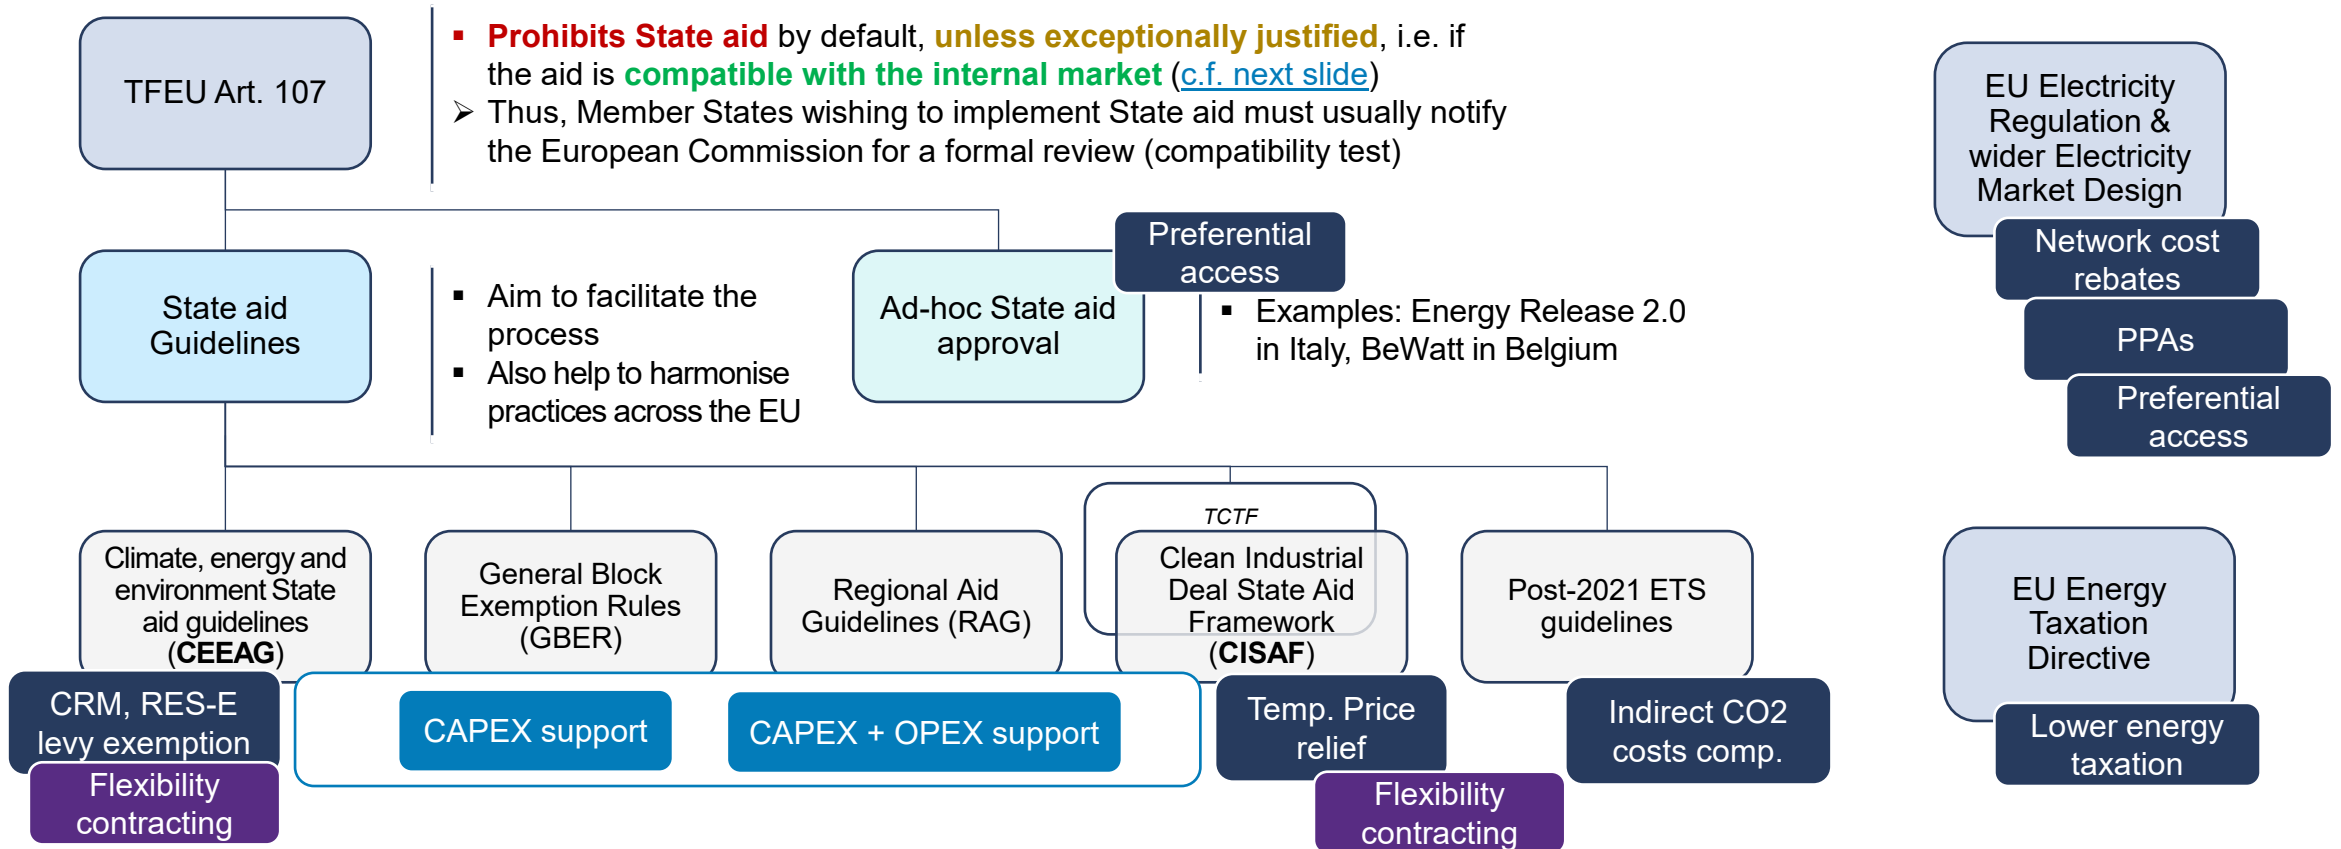 TFEU Art. 107
▪ Prohibits State aid by default, unless exceptionally justified, i.e. if
the aid is compatible with the internal market (c.f. next slide)
➢ Thus, Member States wishing to implement State aid must usually notify
the European Commission for a formal review (compatibility test)
EU Electricity
Regulation &
wider Electricity
Market Design
Network cost
rebates
PPAs
Preferential
access
State aid
Guidelines
▪ Aim to facilitate the
process
▪ Also help to harmonise
practices across the EU
Preferential
access
Ad-hoc State aid
approval
▪ Examples: Energy Release 2.0
in Italy, BeWatt in Belgium
Climate, energy and
environment State
aid guidelines
(CEEAG)
General Block
Exemption Rules
(GBER)
Regional Aid
Guidelines (RAG)
TCTF
Clean Industrial
Deal State Aid
Framework
(CISAF)
Post-2021 ETS
guidelines
EU Energy
Taxation
Directive
CRM, RES-E
levy exemption
Flexibility
contracting
CAPEX support
CAPEX + OPEX support
Temp. Price
relief
Flexibility
contracting
Indirect CO2
costs comp.
Lower energy
taxation